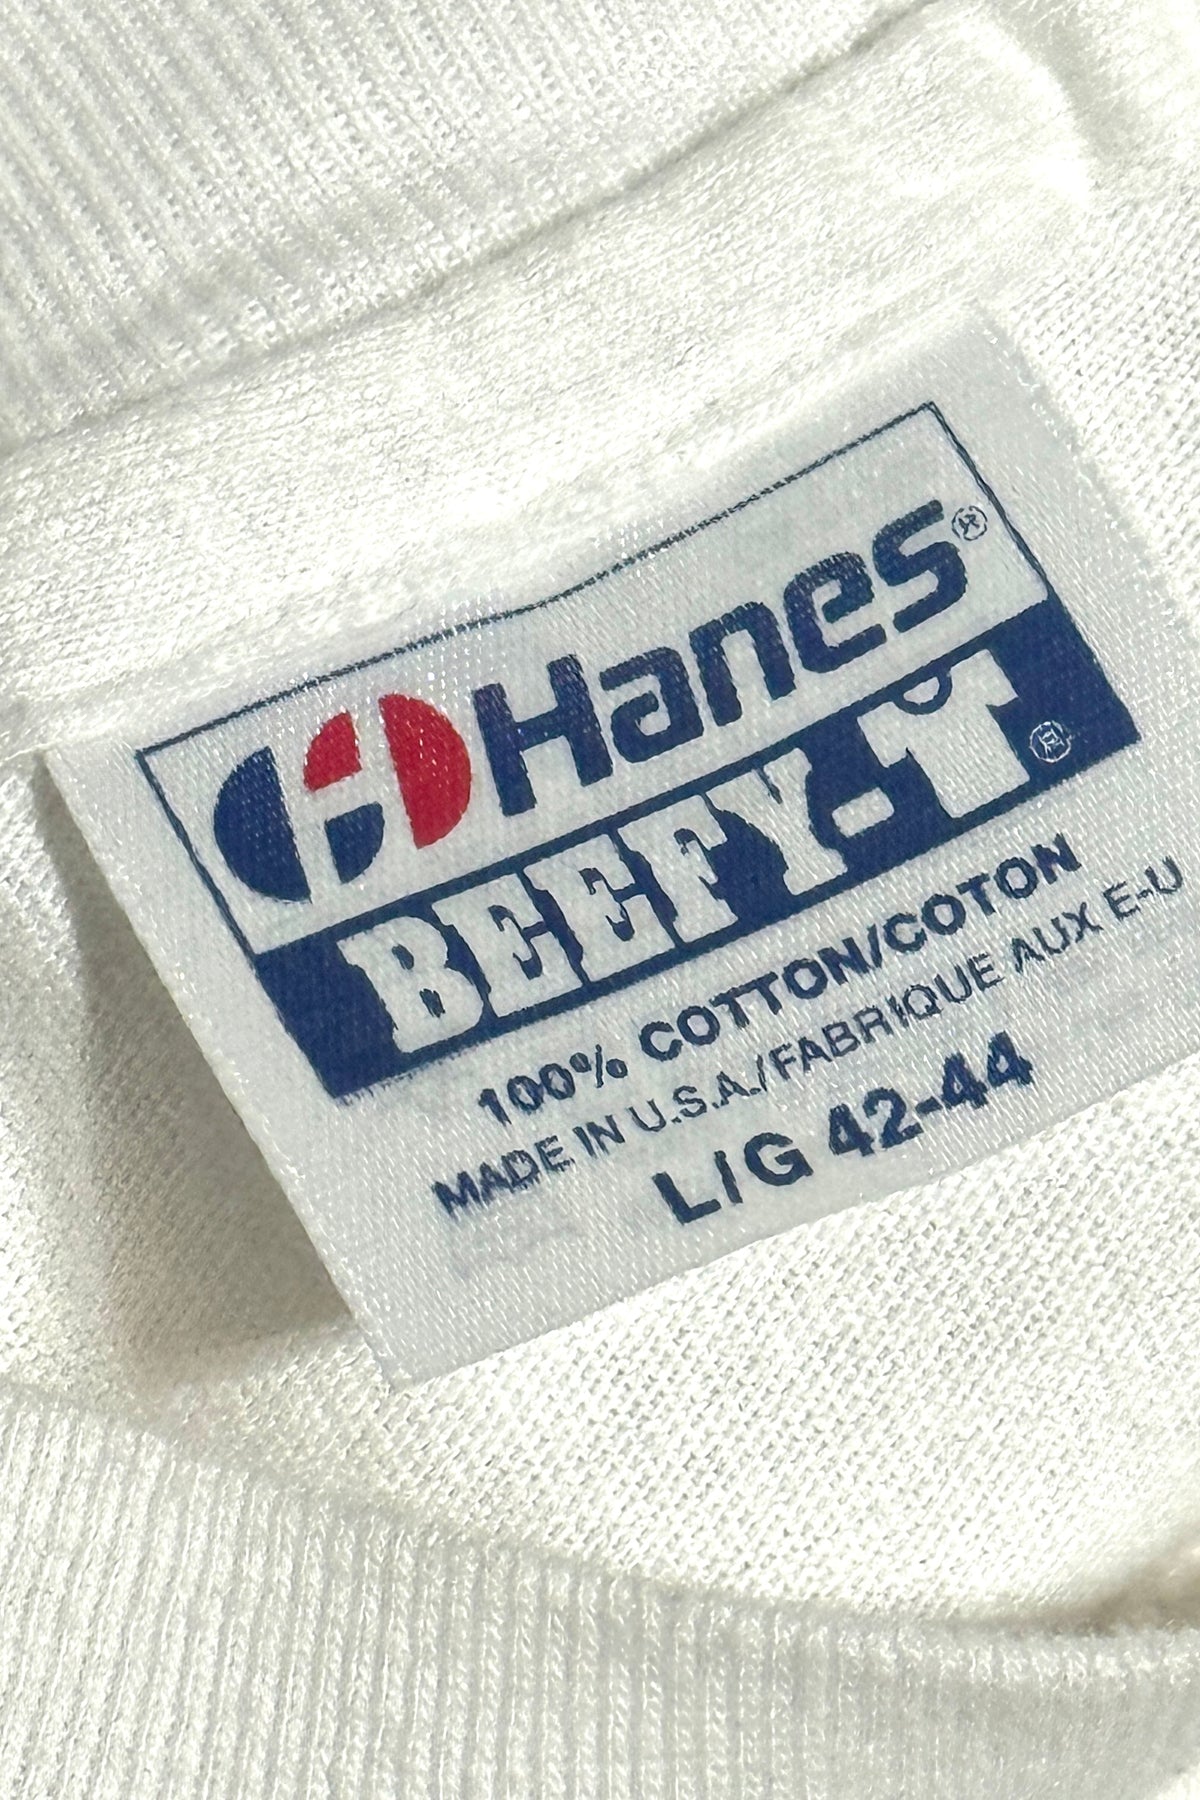 Hanes®
BEEFY-T®
100% COTTON/COTON
MADE IN U.S.A./FABRIQUE AUX E-U
L/G 42-44